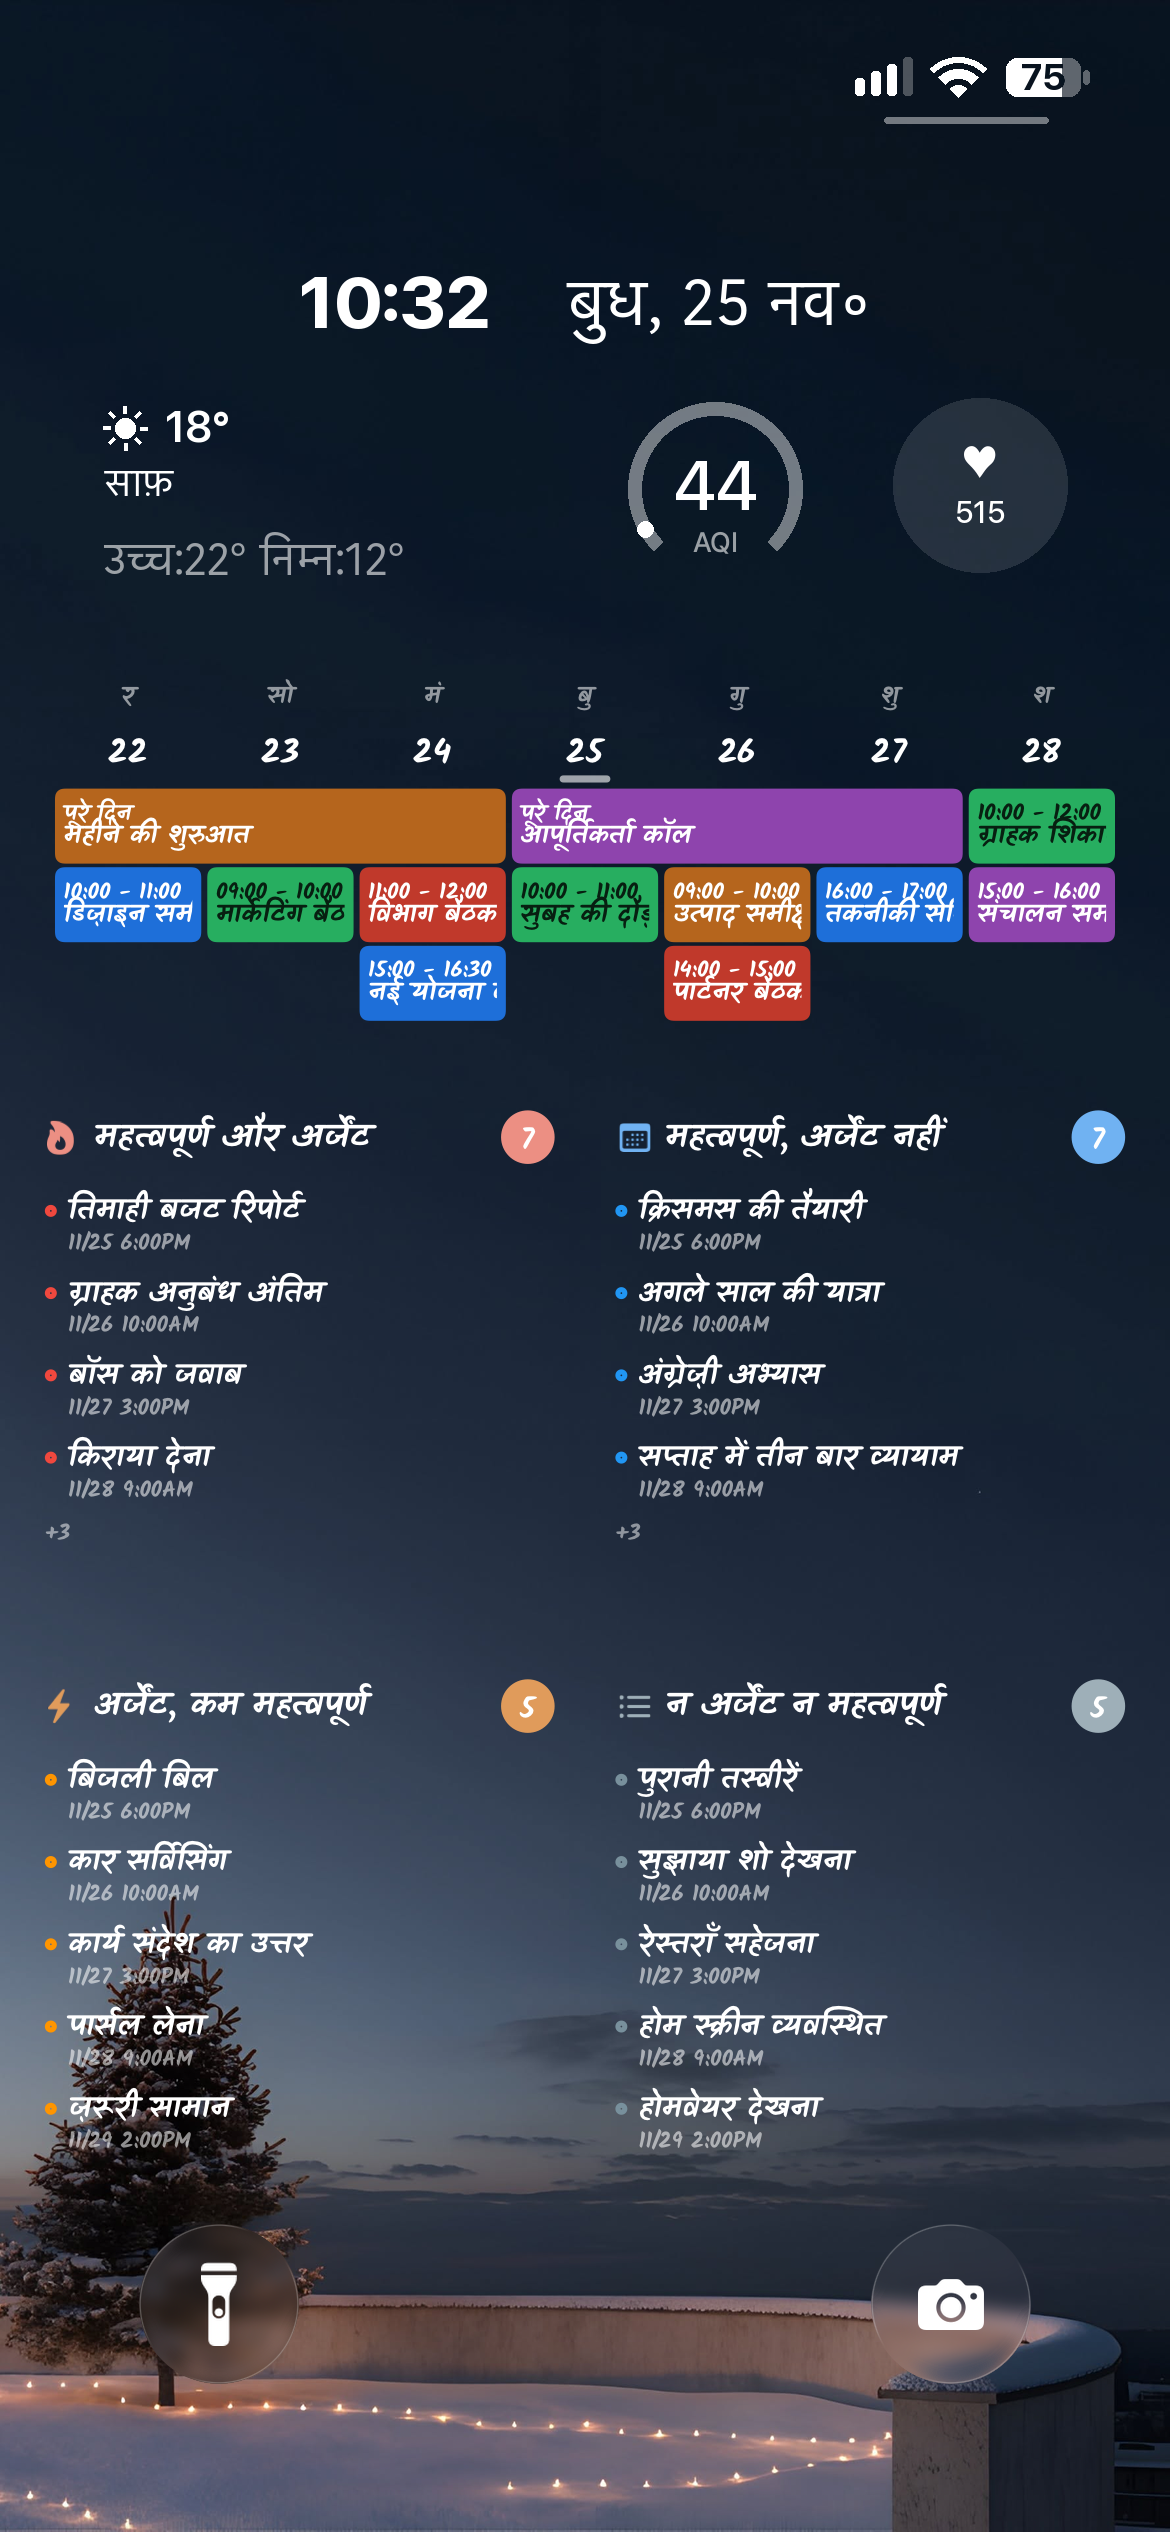 75
10:32 बुध, 25 नव॰
18°
साफ़
उच्च:22° निम्न:12°
44
AQI
515
र सो मं बु गु शु श
22 23 24 25 26 27 28
पूरे दिन
महीने की शुरुआत
पूरे दिन
आपूर्तिकर्ता कॉल
10:00 - 12:00
ग्राहक शिका
10:00 - 11:00
डिज़ाइन सम
09:00 - 10:00
मार्केटिंग बैठ
11:00 - 12:00
विभाग बैठक
10:00 - 11:00
सुबह की दौड़
09:00 - 10:00
उत्पाद समीक्ष
16:00 - 17:00
तकनीकी से
15:00 - 16:00
संचालन सम
15:00 - 16:30
नई योजना
14:00 - 15:00
पार्टनर बैठक
महत्वपूर्ण और अर्जेंट 7
तिमाही बजट रिपोर्ट
11/25 6:00PM
ग्राहक अनुबंध अंतिम
11/26 10:00AM
बॉस को जवाब
11/27 3:00PM
किराया देना
11/28 9:00AM
+3
महत्वपूर्ण, अर्जेंट नहीं 7
क्रिसमस की तैयारी
11/25 6:00PM
अगले साल की यात्रा
11/26 10:00AM
अंग्रेज़ी अभ्यास
11/27 3:00PM
सप्ताह में तीन बार व्यायाम
11/28 9:00AM
+3
अर्जेंट, कम महत्वपूर्ण 5
बिजली बिल
11/25 6:00PM
कार सर्विसिंग
11/26 10:00AM
कार्य संदेश का उत्तर
11/27 3:00PM
पार्सल लेना
11/28 9:00AM
ज़रूरी सामान
11/29 2:00PM
न अर्जेंट न महत्वपूर्ण 5
पुरानी तस्वीरें
11/25 6:00PM
सुझाया शो देखना
11/26 10:00AM
रेस्तराँ सहेजना
11/27 3:00PM
होम स्क्रीन व्यवस्थित
11/28 9:00AM
होमवेयर देखना
11/29 2:00PM